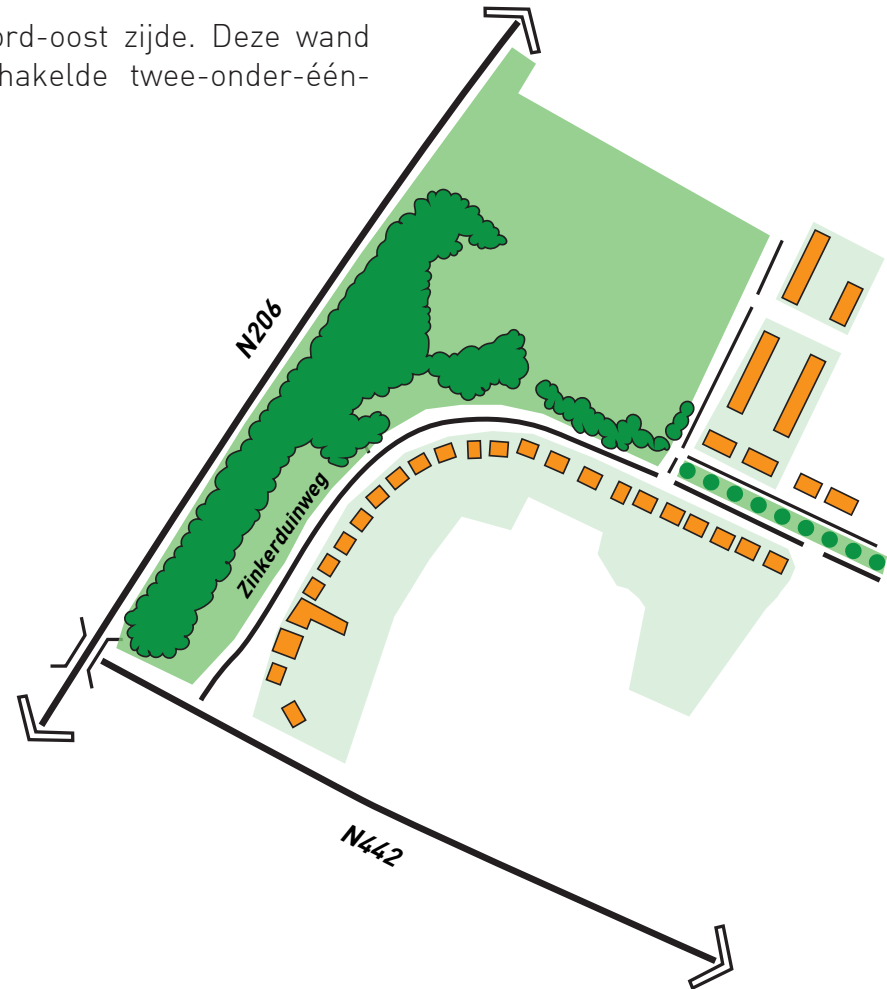 ord-oost zijde. Deze wand
hakelde twee-onder-één-
N206
Zinkerduinweg
N442